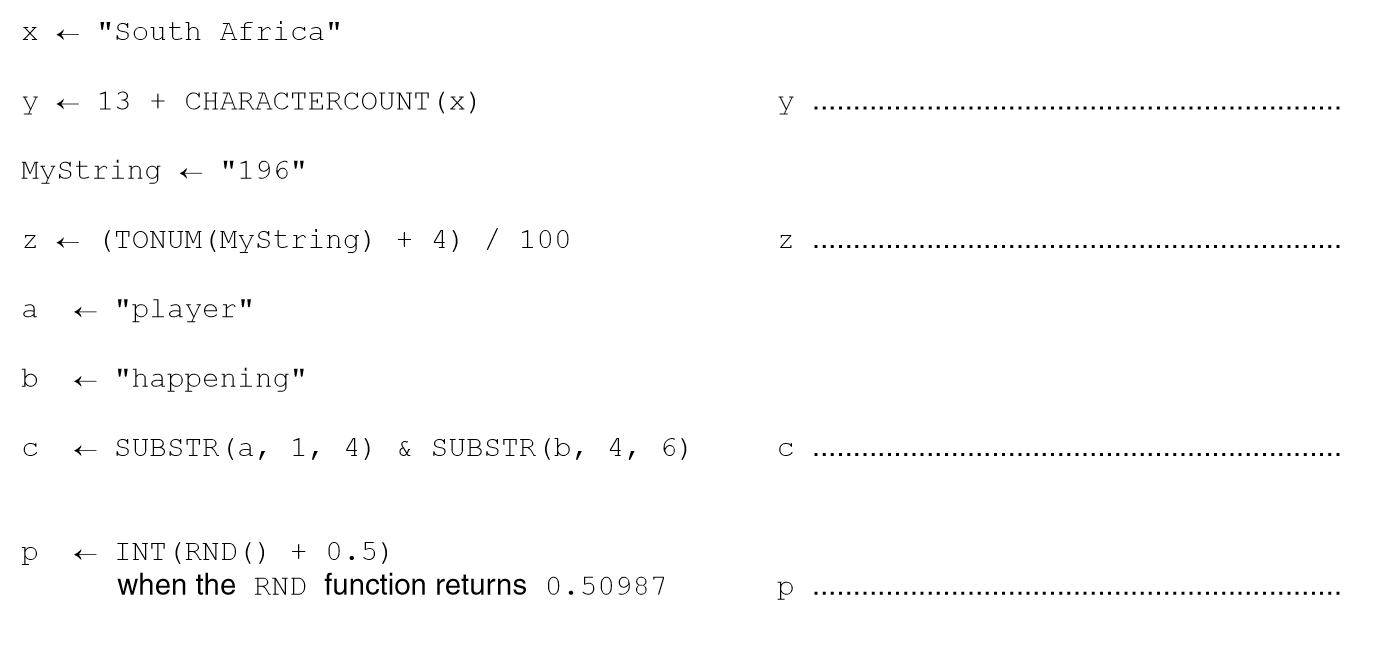 x ← "South Africa"
y ← 13 + CHARACTERCOUNT(x) y ................................................................
MyString ← "196"
z ← (TONUM(MyString) + 4) / 100 z ................................................................
a ← "player"
b ← "happening"
c ← SUBSTR(a, 1, 4) & SUBSTR(b, 4, 6) c ................................................................
p ← INT(RND() + 0.5)
when the RND function returns 0.50987 p ................................................................